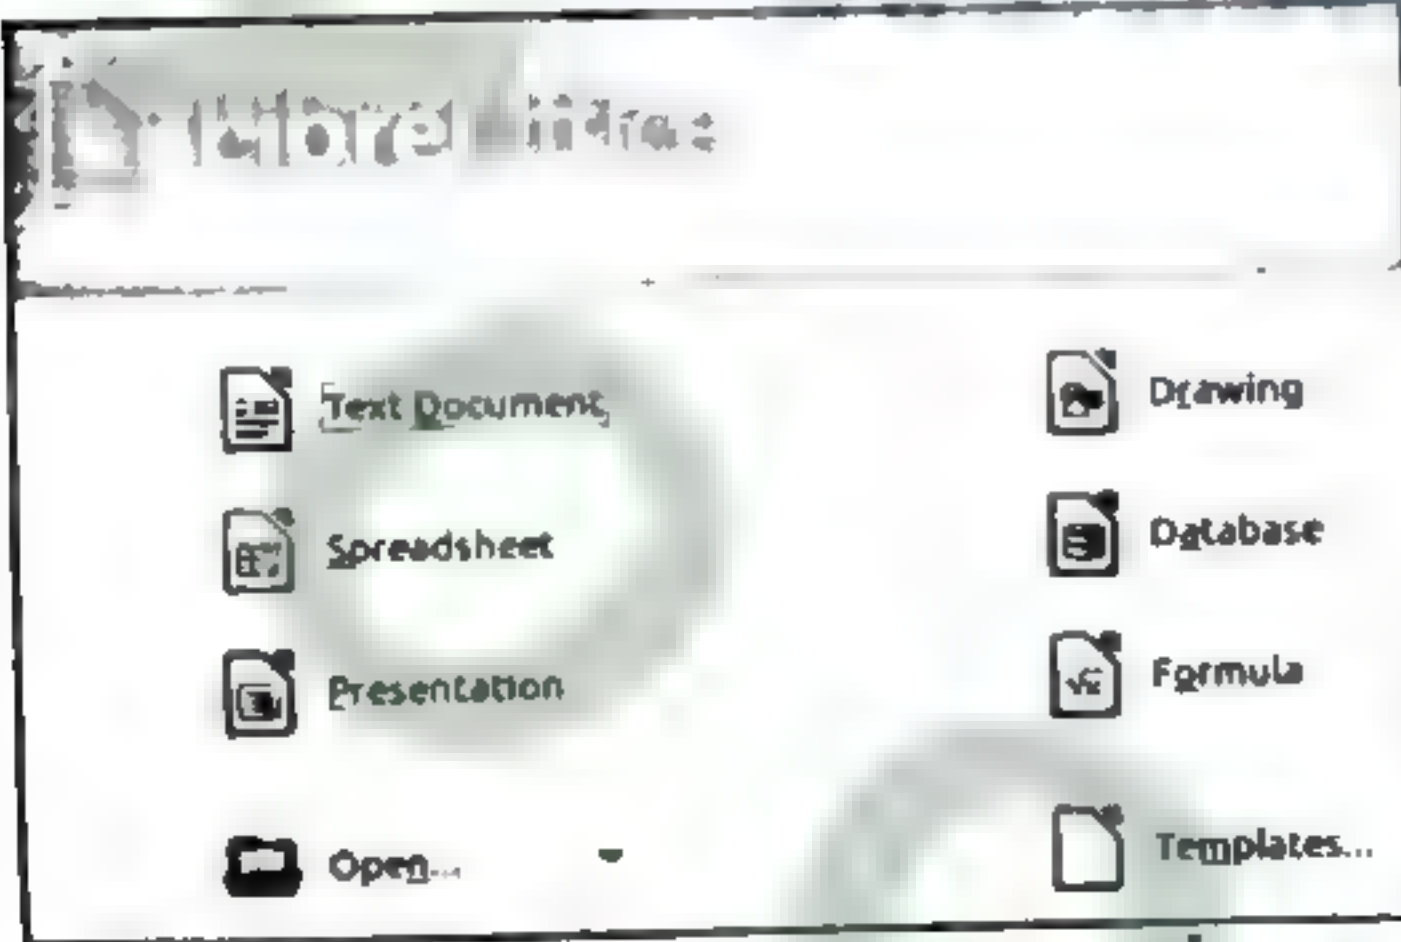 Text Document
Drawing
Spreadsheet
Database
Presentation
Formula
Open...
Templates...